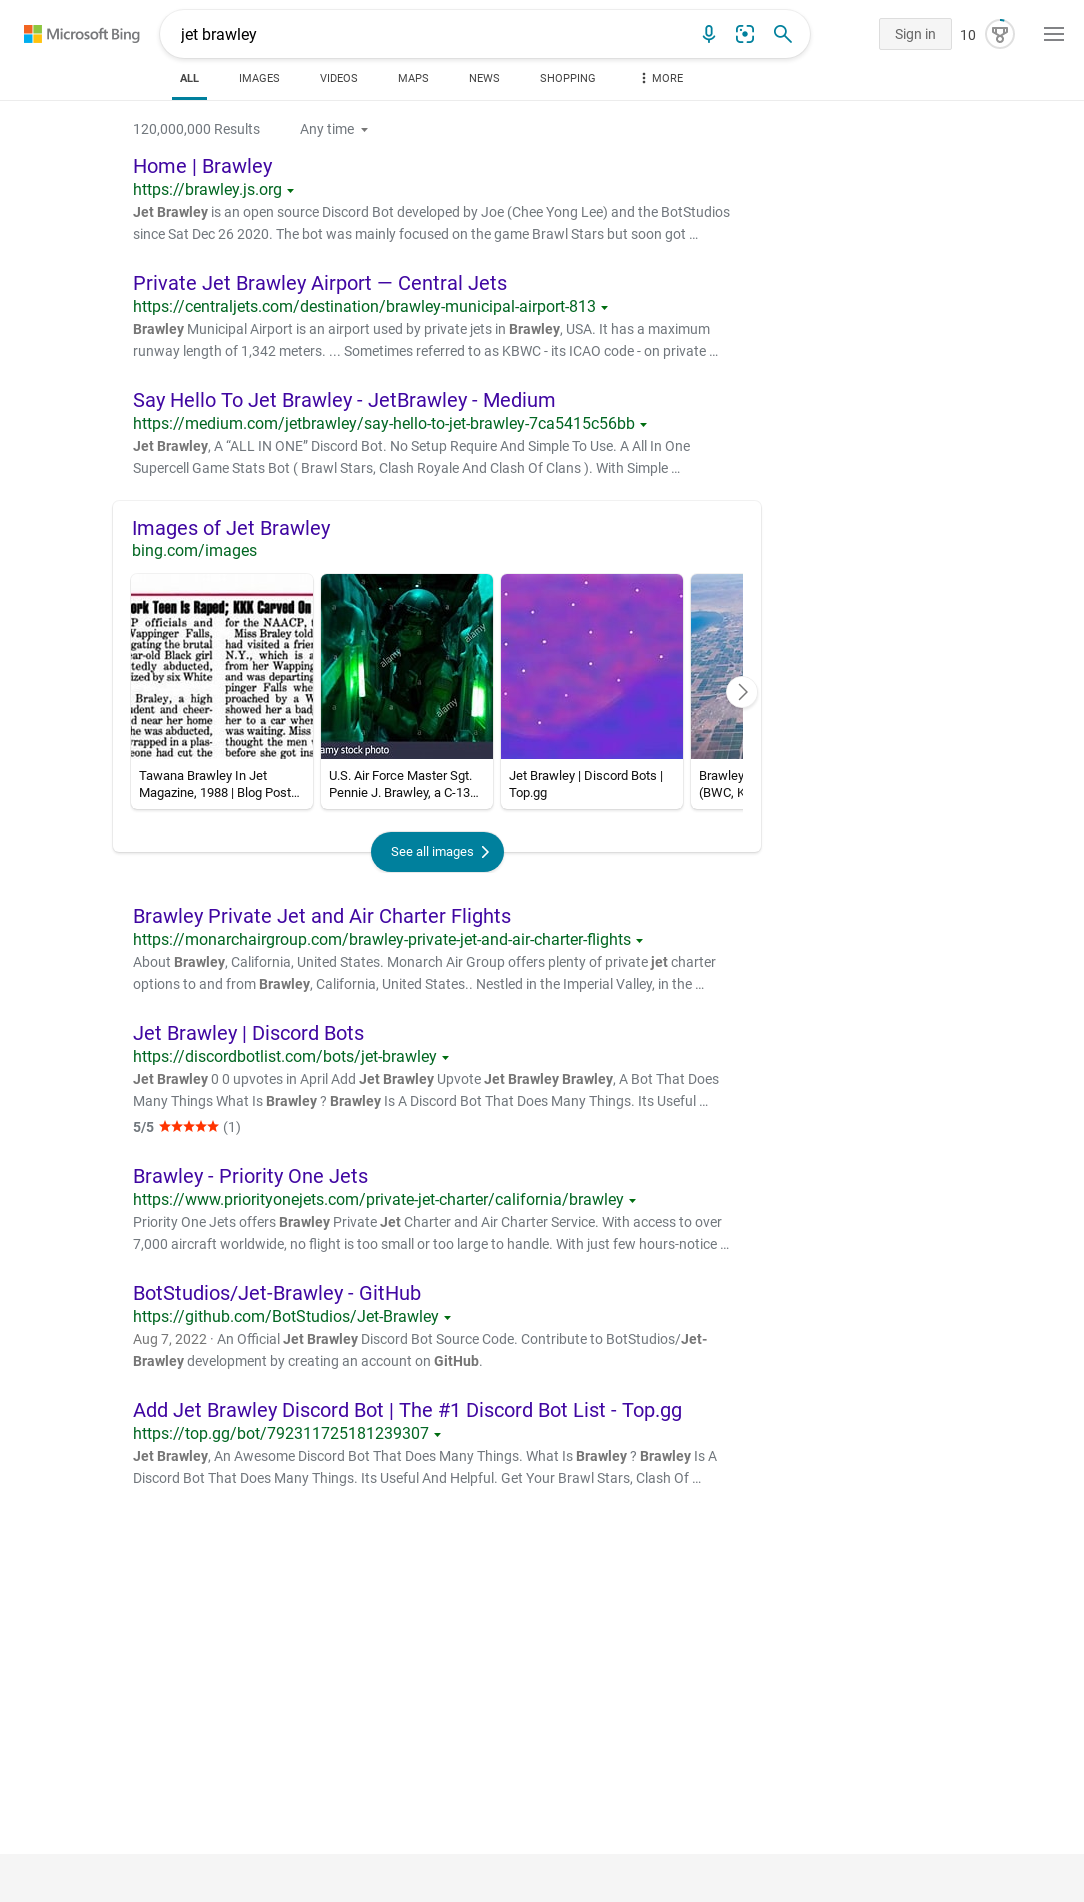 Microsoft Bing
jet brawley
Sign in
10
ALL
IMAGES
VIDEOS
MAPS
NEWS
SHOPPING
MORE
120,000,000 Results
Any time
Home | Brawley
https://brawley.js.org
Jet Brawley is an open source Discord Bot developed by Joe (Chee Yong Lee) and the BotStudios
since Sat Dec 26 2020. The bot was mainly focused on the game Brawl Stars but soon got …
Private Jet Brawley Airport — Central Jets
https://centraljets.com/destination/brawley-municipal-airport-813
Brawley Municipal Airport is an airport used by private jets in Brawley, USA. It has a maximum
runway length of 1,342 meters. ... Sometimes referred to as KBWC - its ICAO code - on private …
Say Hello To Jet Brawley - JetBrawley - Medium
https://medium.com/jetbrawley/say-hello-to-jet-brawley-7ca5415c56bb
Jet Brawley, A “ALL IN ONE” Discord Bot. No Setup Require And Simple To Use. A All In One
Supercell Game Stats Bot ( Brawl Stars, Clash Royale And Clash Of Clans ). With Simple …
Images of Jet Brawley
bing.com/images
ork Teen Is Raped; KKK Carved On
P officials and
Wappinger Falls,
gating the brutal
ear-old Black girl
tedly abducted,
ized by six White
Braley, a high
dent and cheer-
d near her home
he was abducted,
wrapped in a plas-
eone had cut the
for the NAACP, t
Miss Braley told
had visited a frien
N.Y., which is a
from her Wapping
was departing
pinger Falls whe
proached by a W
showed her a badg
her to a car wher
was waiting. Miss
thought the men w
before she got ins
alamy
alamy
alamy
amy stock photo
Tawana Brawley In Jet
Magazine, 1988 | Blog Post…
U.S. Air Force Master Sgt.
Pennie J. Brawley, a C-13…
Jet Brawley | Discord Bots |
Top.gg
Brawley
(BWC, K
See all images
Brawley Private Jet and Air Charter Flights
https://monarchairgroup.com/brawley-private-jet-and-air-charter-flights
About Brawley, California, United States. Monarch Air Group offers plenty of private jet charter
options to and from Brawley, California, United States.. Nestled in the Imperial Valley, in the …
Jet Brawley | Discord Bots
https://discordbotlist.com/bots/jet-brawley
Jet Brawley 0 0 upvotes in April Add Jet Brawley Upvote Jet Brawley Brawley, A Bot That Does
Many Things What Is Brawley ? Brawley Is A Discord Bot That Does Many Things. Its Useful …
5/5 ★★★★★ (1)
Brawley - Priority One Jets
https://www.priorityonejets.com/private-jet-charter/california/brawley
Priority One Jets offers Brawley Private Jet Charter and Air Charter Service. With access to over
7,000 aircraft worldwide, no flight is too small or too large to handle. With just few hours-notice …
BotStudios/Jet-Brawley - GitHub
https://github.com/BotStudios/Jet-Brawley
Aug 7, 2022 · An Official Jet Brawley Discord Bot Source Code. Contribute to BotStudios/Jet-
Brawley development by creating an account on GitHub.
Add Jet Brawley Discord Bot | The #1 Discord Bot List - Top.gg
https://top.gg/bot/792311725181239307
Jet Brawley, An Awesome Discord Bot That Does Many Things. What Is Brawley ? Brawley Is A
Discord Bot That Does Many Things. Its Useful And Helpful. Get Your Brawl Stars, Clash Of …